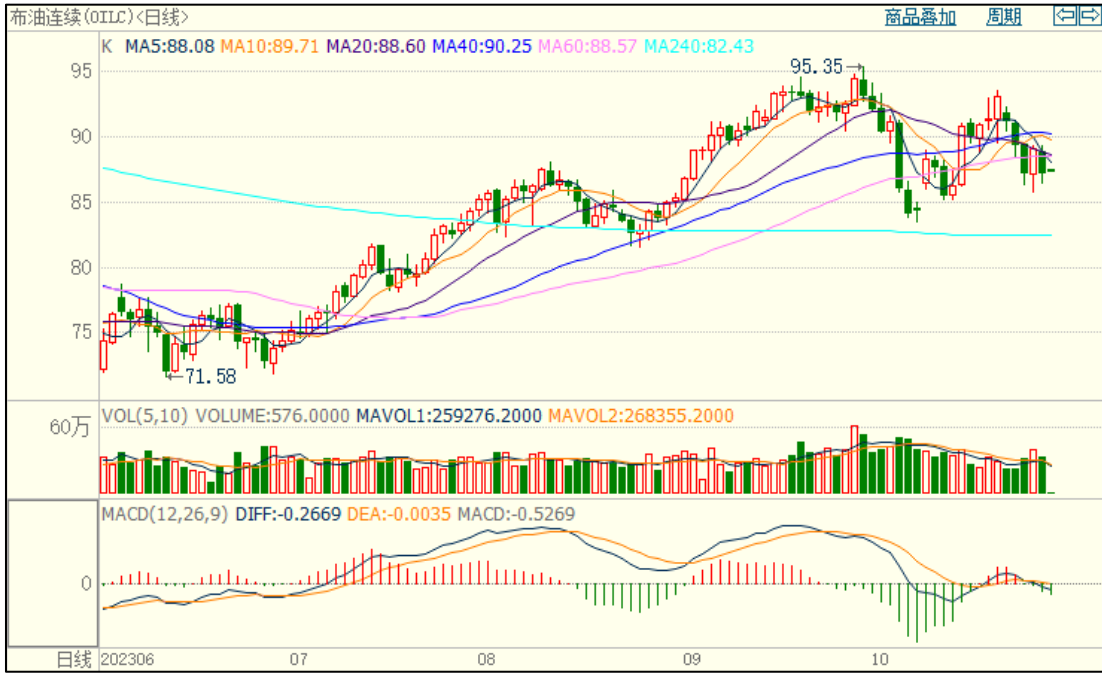 布油连续(OILC)<日线> 商品叠加 周期
K MA5:88.08 MA10:89.71 MA20:88.60 MA40:90.25 MA60:88.57 MA240:82.43
95
95.35
90
85
80
75
71.58
VOL(5,10) VOLUME:576.0000 MAVOL1:259276.2000 MAVOL2:268355.2000
60万
MACD(12,26,9) DIFF:-0.2669 DEA:-0.0035 MACD:-0.5269
0
日线 202306 07 08 09 10